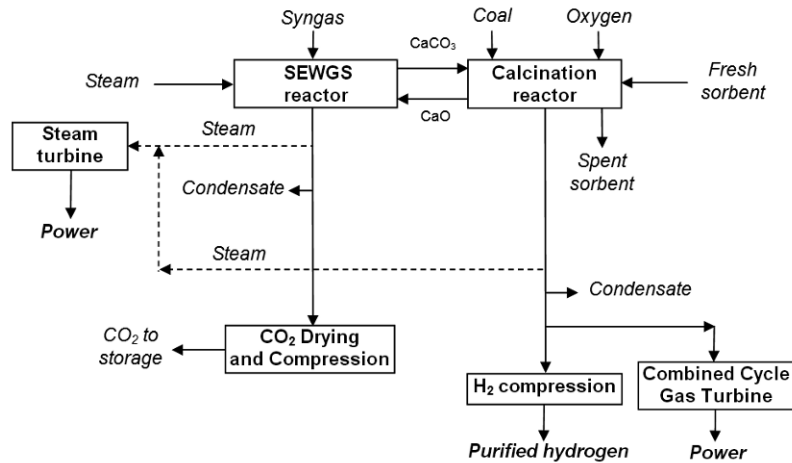 Syngas
Coal
Oxygen
CaCO₃
Steam
SEWGS
reactor
Calcination
reactor
Fresh
sorbent
CaO
Steam
Steam
turbine
Spent
sorbent
Condensate
Power
Steam
Condensate
CO₂ to
storage
CO₂ Drying
and Compression
H₂ compression
Combined Cycle
Gas Turbine
Purified hydrogen
Power